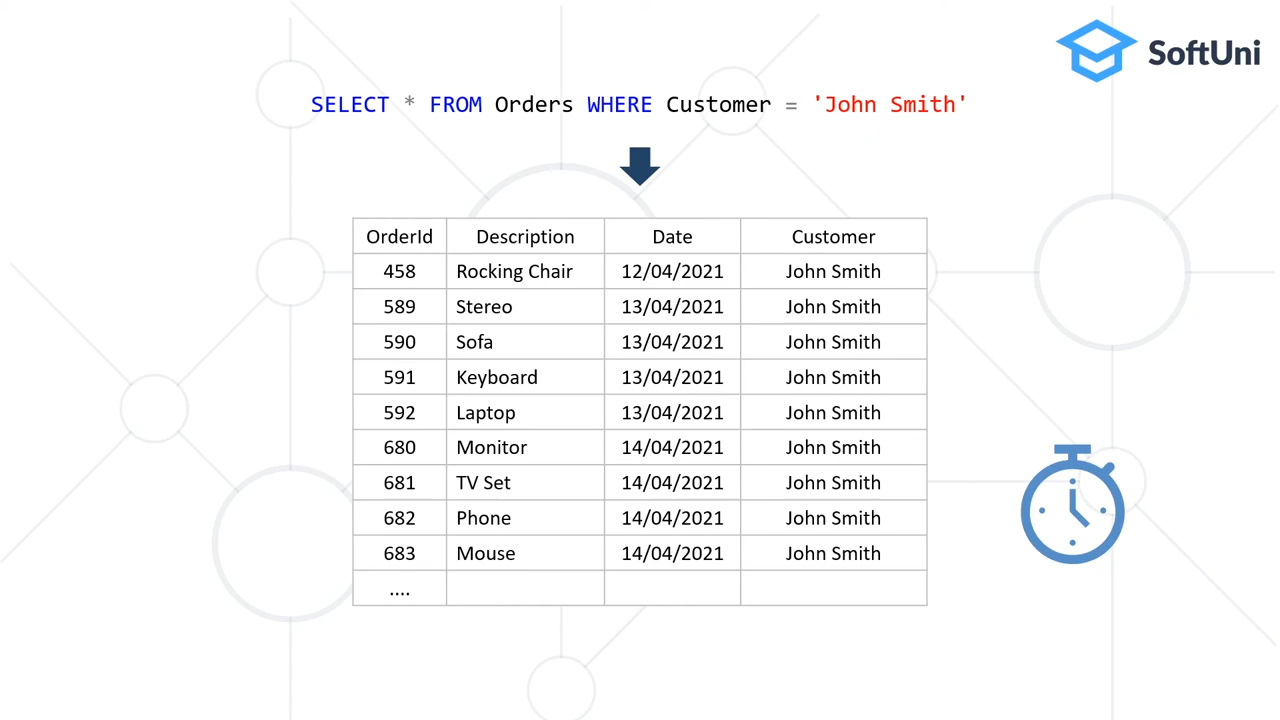 SoftUni
SELECT * FROM Orders WHERE Customer = 'John Smith'
OrderId Description Date Customer
458 Rocking Chair 12/04/2021 John Smith
589 Stereo 13/04/2021 John Smith
590 Sofa 13/04/2021 John Smith
591 Keyboard 13/04/2021 John Smith
592 Laptop 13/04/2021 John Smith
680 Monitor 14/04/2021 John Smith
681 TV Set 14/04/2021 John Smith
682 Phone 14/04/2021 John Smith
683 Mouse 14/04/2021 John Smith
....